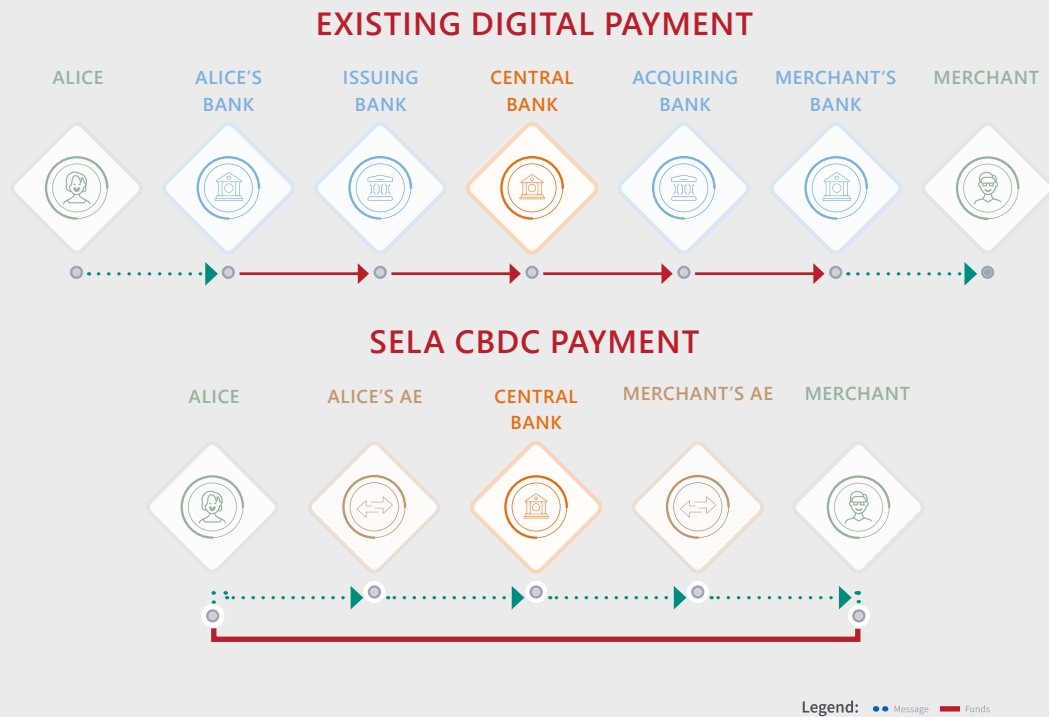 EXISTING DIGITAL PAYMENT
ALICE
ALICE'S
BANK
ISSUING
BANK
CENTRAL
BANK
ACQUIRING
BANK
MERCHANT'S
BANK
MERCHANT
SELA CBDC PAYMENT
ALICE
ALICE'S AE
CENTRAL
BANK
MERCHANT'S AE
MERCHANT
Legend: Message Funds